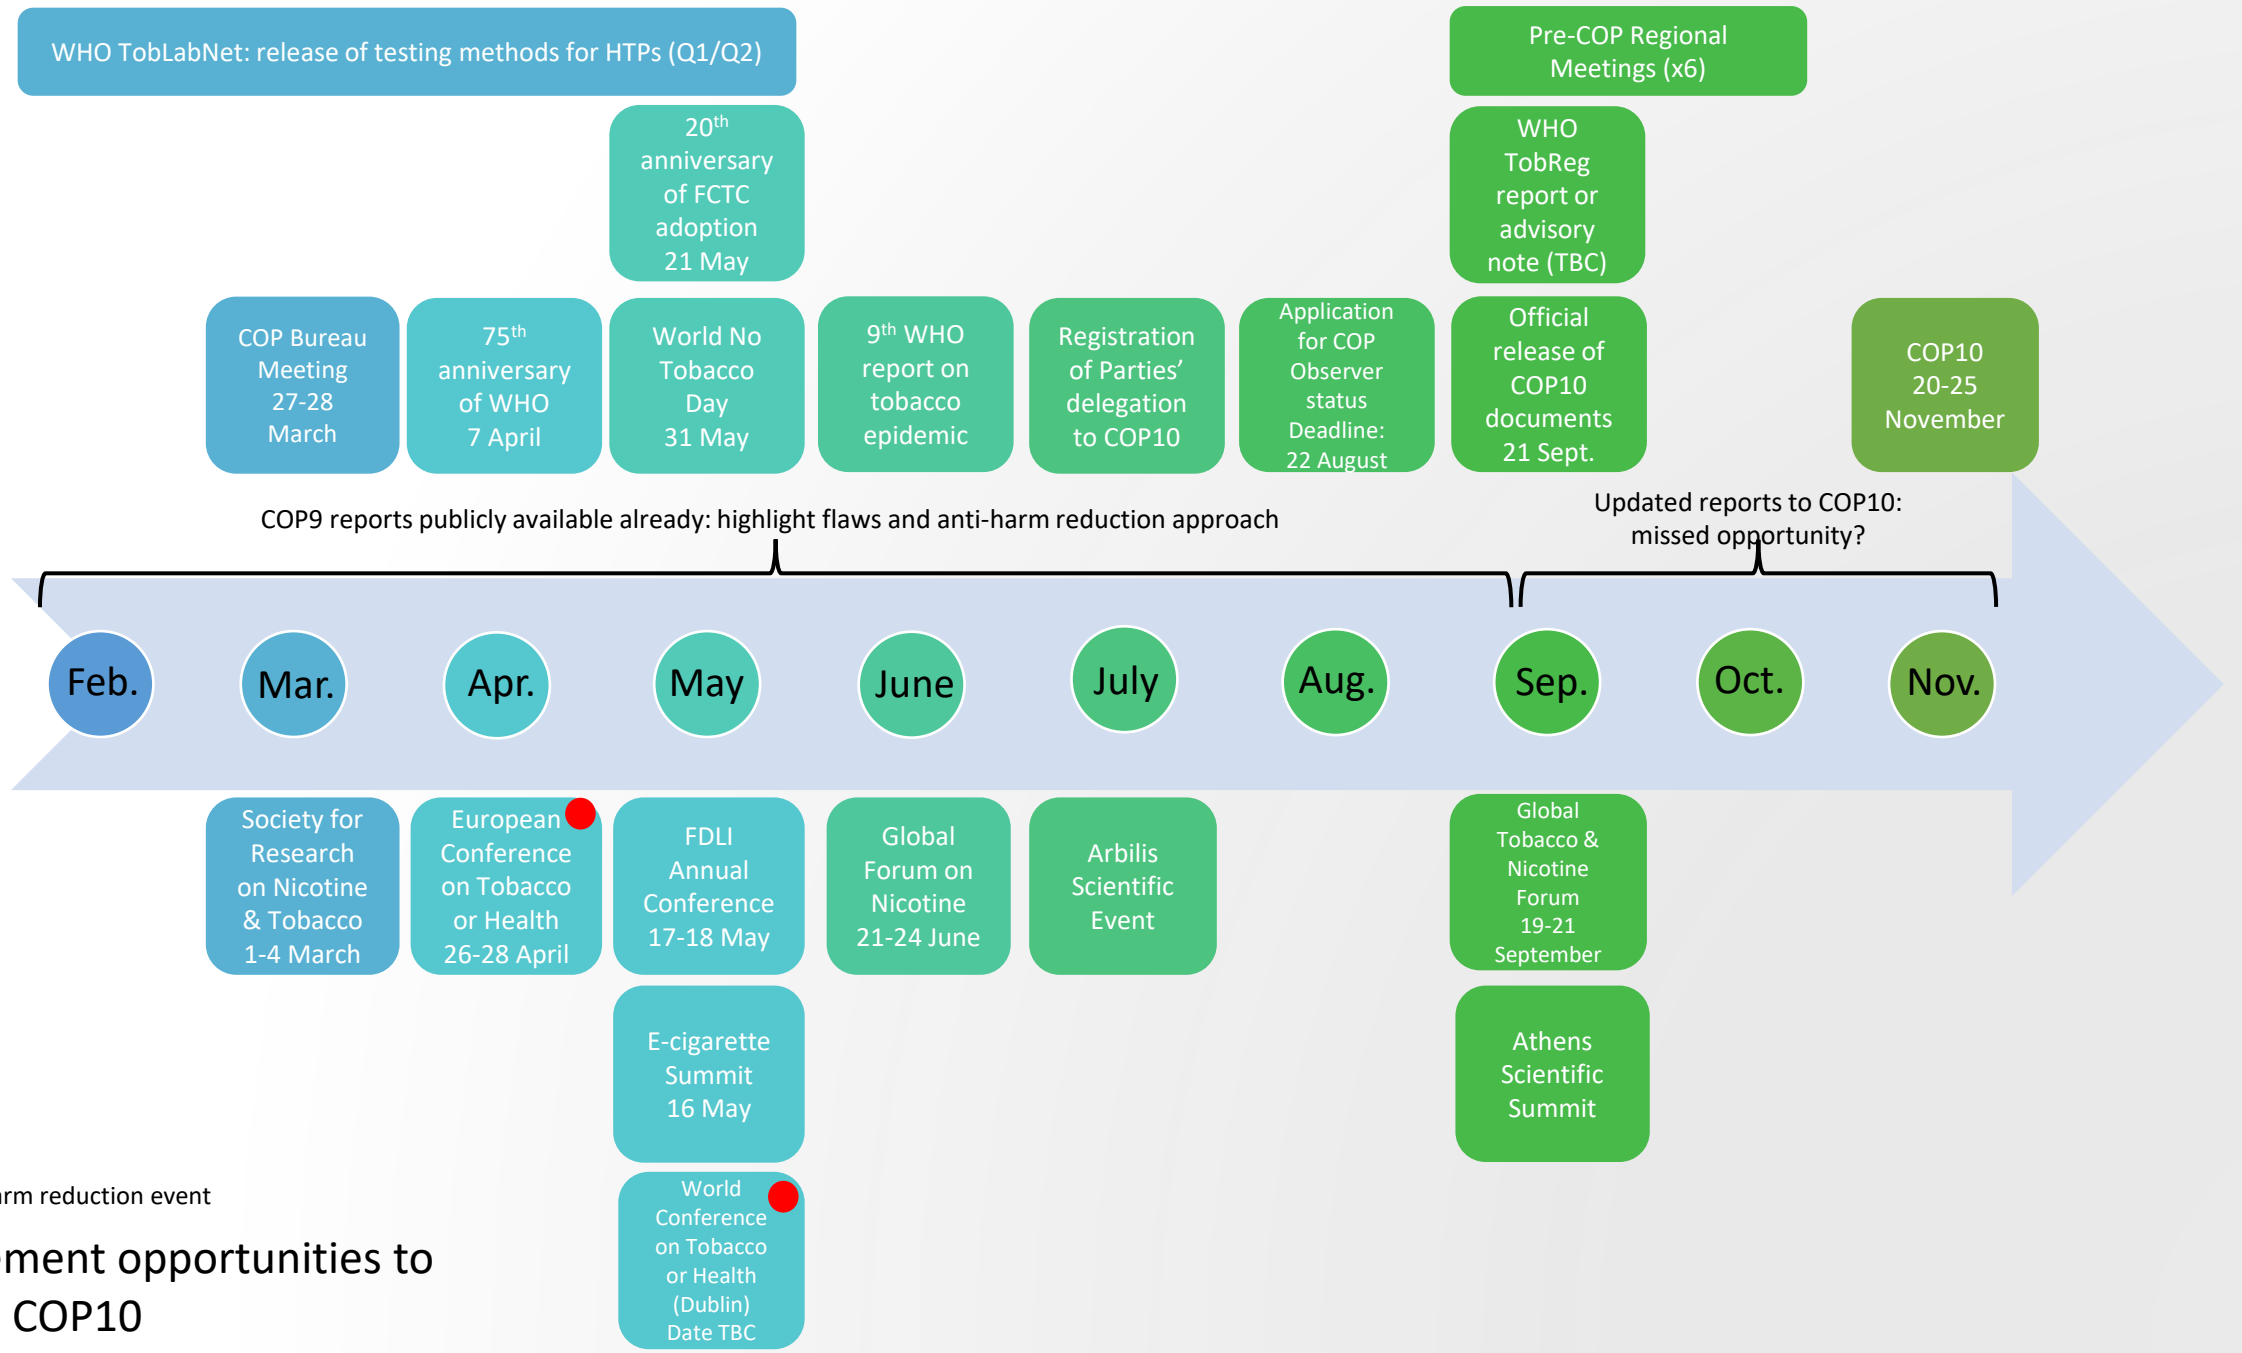 WHO TobLabNet: release of testing methods for HTPs (Q1/Q2)
Pre-COP Regional
Meetings (x6)
20th
anniversary
of FCTC
adoption
21 May
WHO
TobReg
report or
advisory
note (TBC)
COP Bureau
Meeting
27-28
March
75th
anniversary
of WHO
7 April
World No
Tobacco
Day
31 May
9th WHO
report on
tobacco
epidemic
Registration
of Parties’
delegation
to COP10
Application
for COP
Observer
status
Deadline:
22 August
Official
release of
COP10
documents
21 Sept.
COP10
20-25
November
COP9 reports publicly available already: highlight flaws and anti-harm reduction approach
Updated reports to COP10:
missed opportunity?
Feb.
Mar.
Apr.
May
June
July
Aug.
Sep.
Oct.
Nov.
Society for
Research
on Nicotine
& Tobacco
1-4 March
European
Conference
on Tobacco
or Health
26-28 April
FDLI
Annual
Conference
17-18 May
Global
Forum on
Nicotine
21-24 June
Arbilis
Scientific
Event
Global
Tobacco &
Nicotine
Forum
19-21
September
E-cigarette
Summit
16 May
Athens
Scientific
Summit
World
Conference
on Tobacco
or Health
(Dublin)
Date TBC
arm reduction event
ement opportunities to
COP10